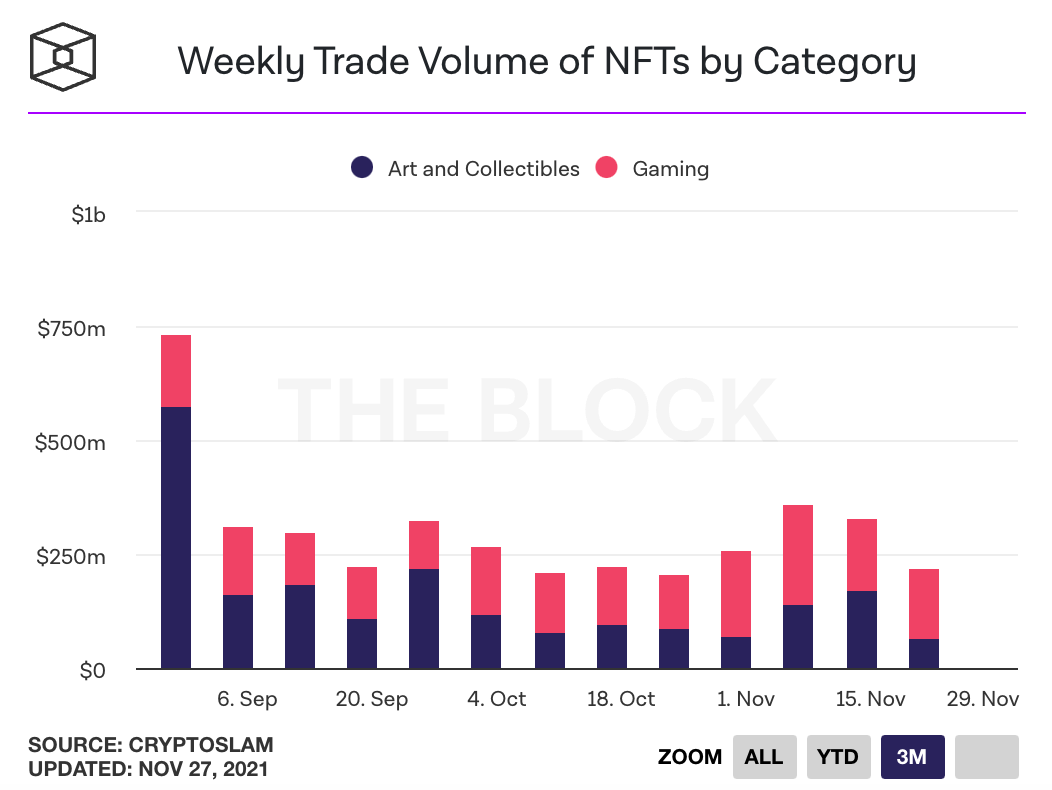 Weekly Trade Volume of NFTs by Category
Art and Collectibles Gaming
$1b
$750m
THE BLOCK
$500m
$250m
$0
6. Sep 20. Sep 4. Oct 18. Oct 1. Nov 15. Nov 29. Nov
SOURCE: CRYPTOSLAM
UPDATED: NOV 27, 2021
ZOOM ALL YTD 3M